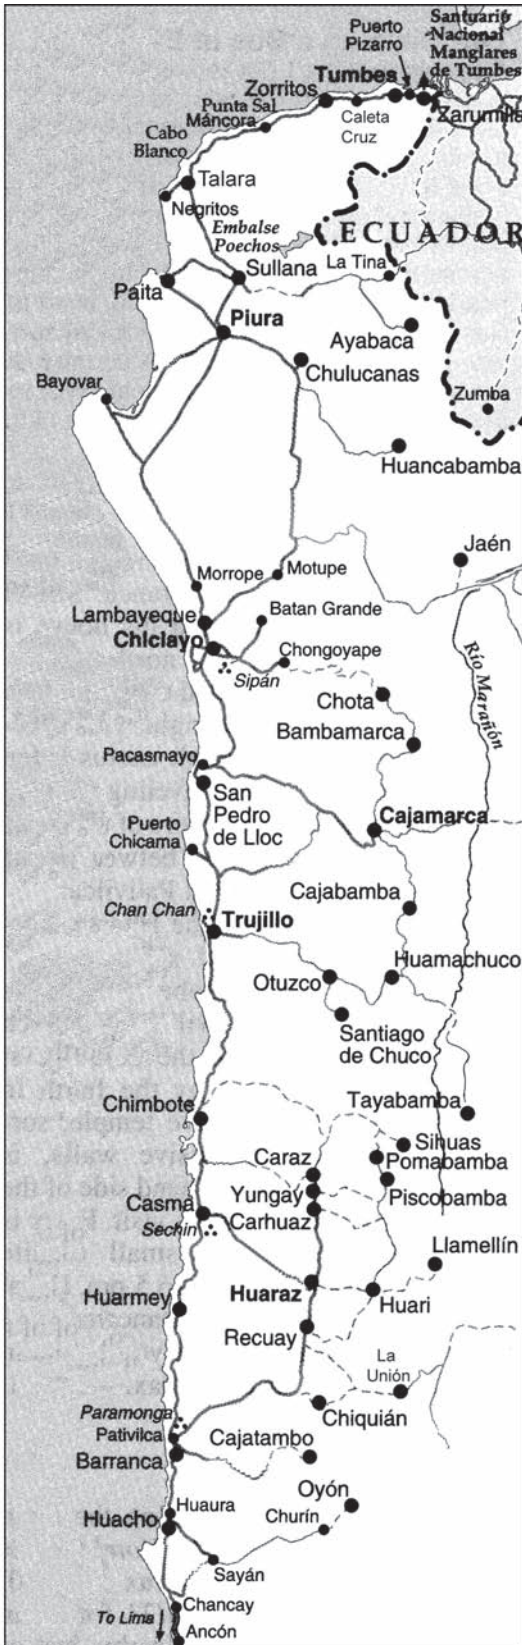 Puerto
Pizarro
Santuario
Nacional
Manglares
de Tumbes
Tumbes
Zorritos
Zarumilla
Punta Sal
Máncora
Caleta
Cruz
Cabo
Blanco
Talara
Negritos
Embalse
Poechos
ECUADOR
Sullana
La Tina
Paita
Piura
Ayabaca
Chulucanas
Bayovar
Zumba
Huancabamba
Jaén
Morrope
Motupe
Lambayeque
Batan Grande
Chiclayo
Chongoyape
Sipán
Río Marañón
Chota
Bambamarca
Pacasmayo
San
Pedro
de Lloc
Cajamarca
Puerto
Chicama
Cajabamba
Chan Chan
Trujillo
Huamachuco
Otuzco
Santiago
de Chuco
Tayabamba
Chimbote
Sihuas
Caraz
Pomabamba
Yungay
Piscobamba
Casma
Carhuaz
Sechin
Llamellín
Huaraz
Huari
Huarmey
Recuay
La
Unión
Chiquián
Paramonga
Pativilca
Cajatambo
Barranca
Oyón
Huaura
Huacho
Churín
Sayán
Chancay
To Lima
Ancón